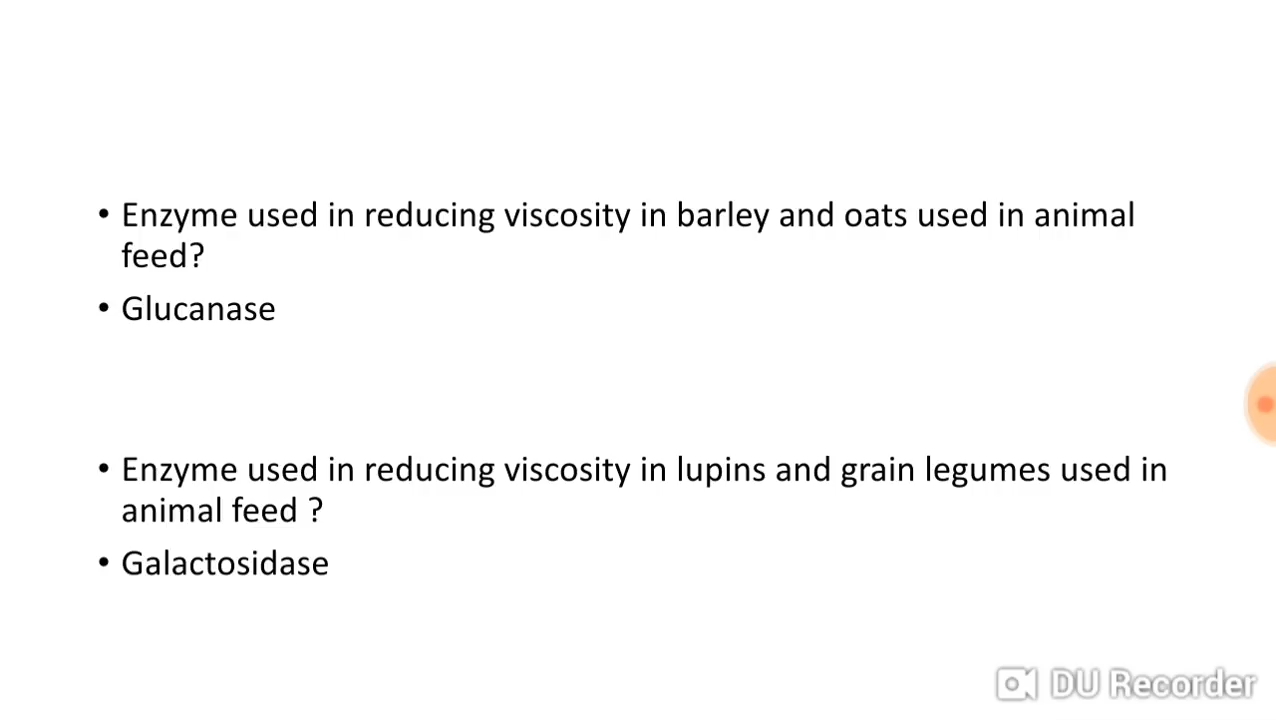 • Enzyme used in reducing viscosity in barley and oats used in animal
feed?
• Glucanase
• Enzyme used in reducing viscosity in lupins and grain legumes used in
animal feed ?
• Galactosidase
DU Recorder